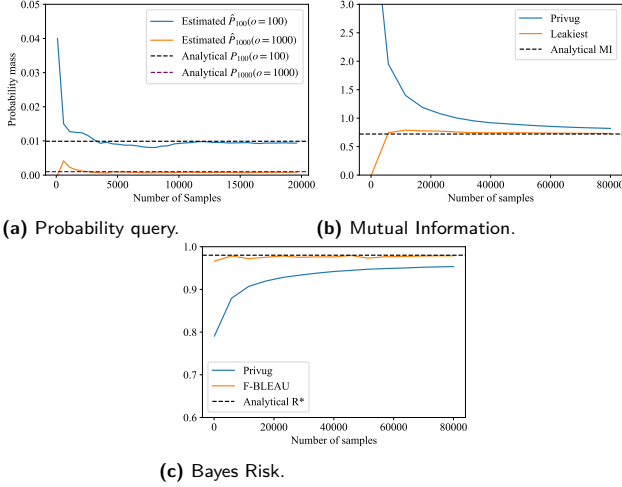 0.05
0.04
0.03
0.02
0.01
0.00
Probability mass
Estimated P̂₁₀₀(o = 100)
Estimated P̂₁₀₀₀(o = 1000)
Analytical P₁₀₀(o = 100)
Analytical P₁₀₀₀(o = 1000)
0 5000 10000 15000 20000
Number of Samples
(a) Probability query.
3.0
2.5
2.0
1.5
1.0
0.5
0.0
Privug
Leakiest
Analytical MI
0 20000 40000 60000 80000
Number of samples
(b) Mutual Information.
1.0
0.9
0.8
0.7
0.6
Privug
F-BLEAU
Analytical R*
0 20000 40000 60000 80000
Number of samples
(c) Bayes Risk.